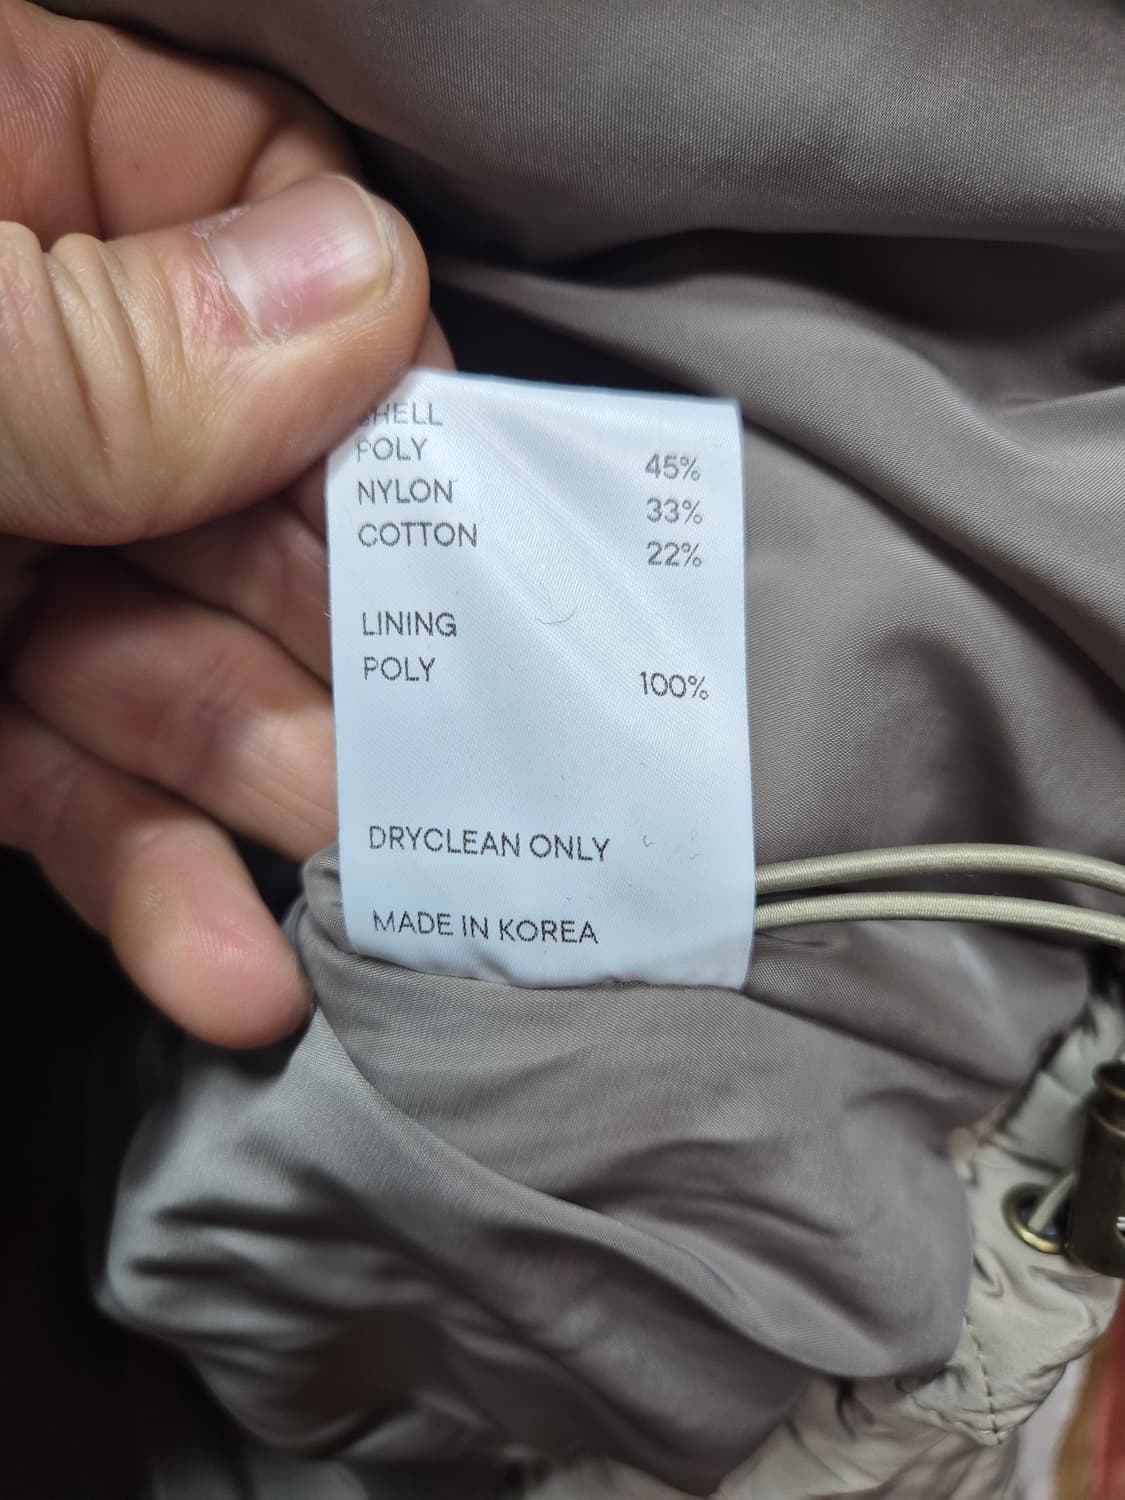 SHELL
POLY 45%
NYLON 33%
COTTON 22%
LINING
POLY 100%
DRYCLEAN ONLY
MADE IN KOREA